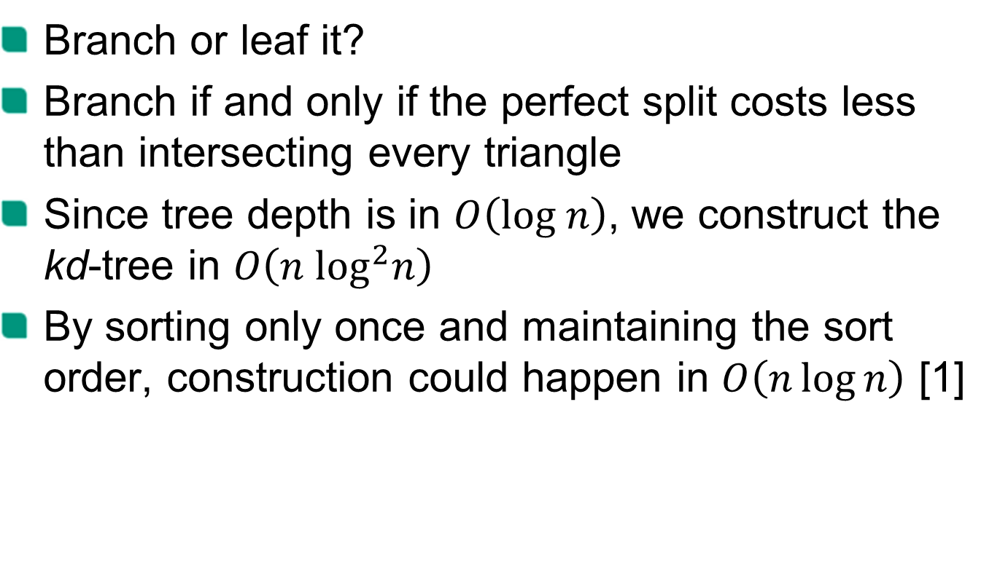 Branch or leaf it?
Branch if and only if the perfect split costs less
than intersecting every triangle
Since tree depth is in O(log n), we construct the
kd-tree in O(n log²n)
By sorting only once and maintaining the sort
order, construction could happen in O(n log n) [1]